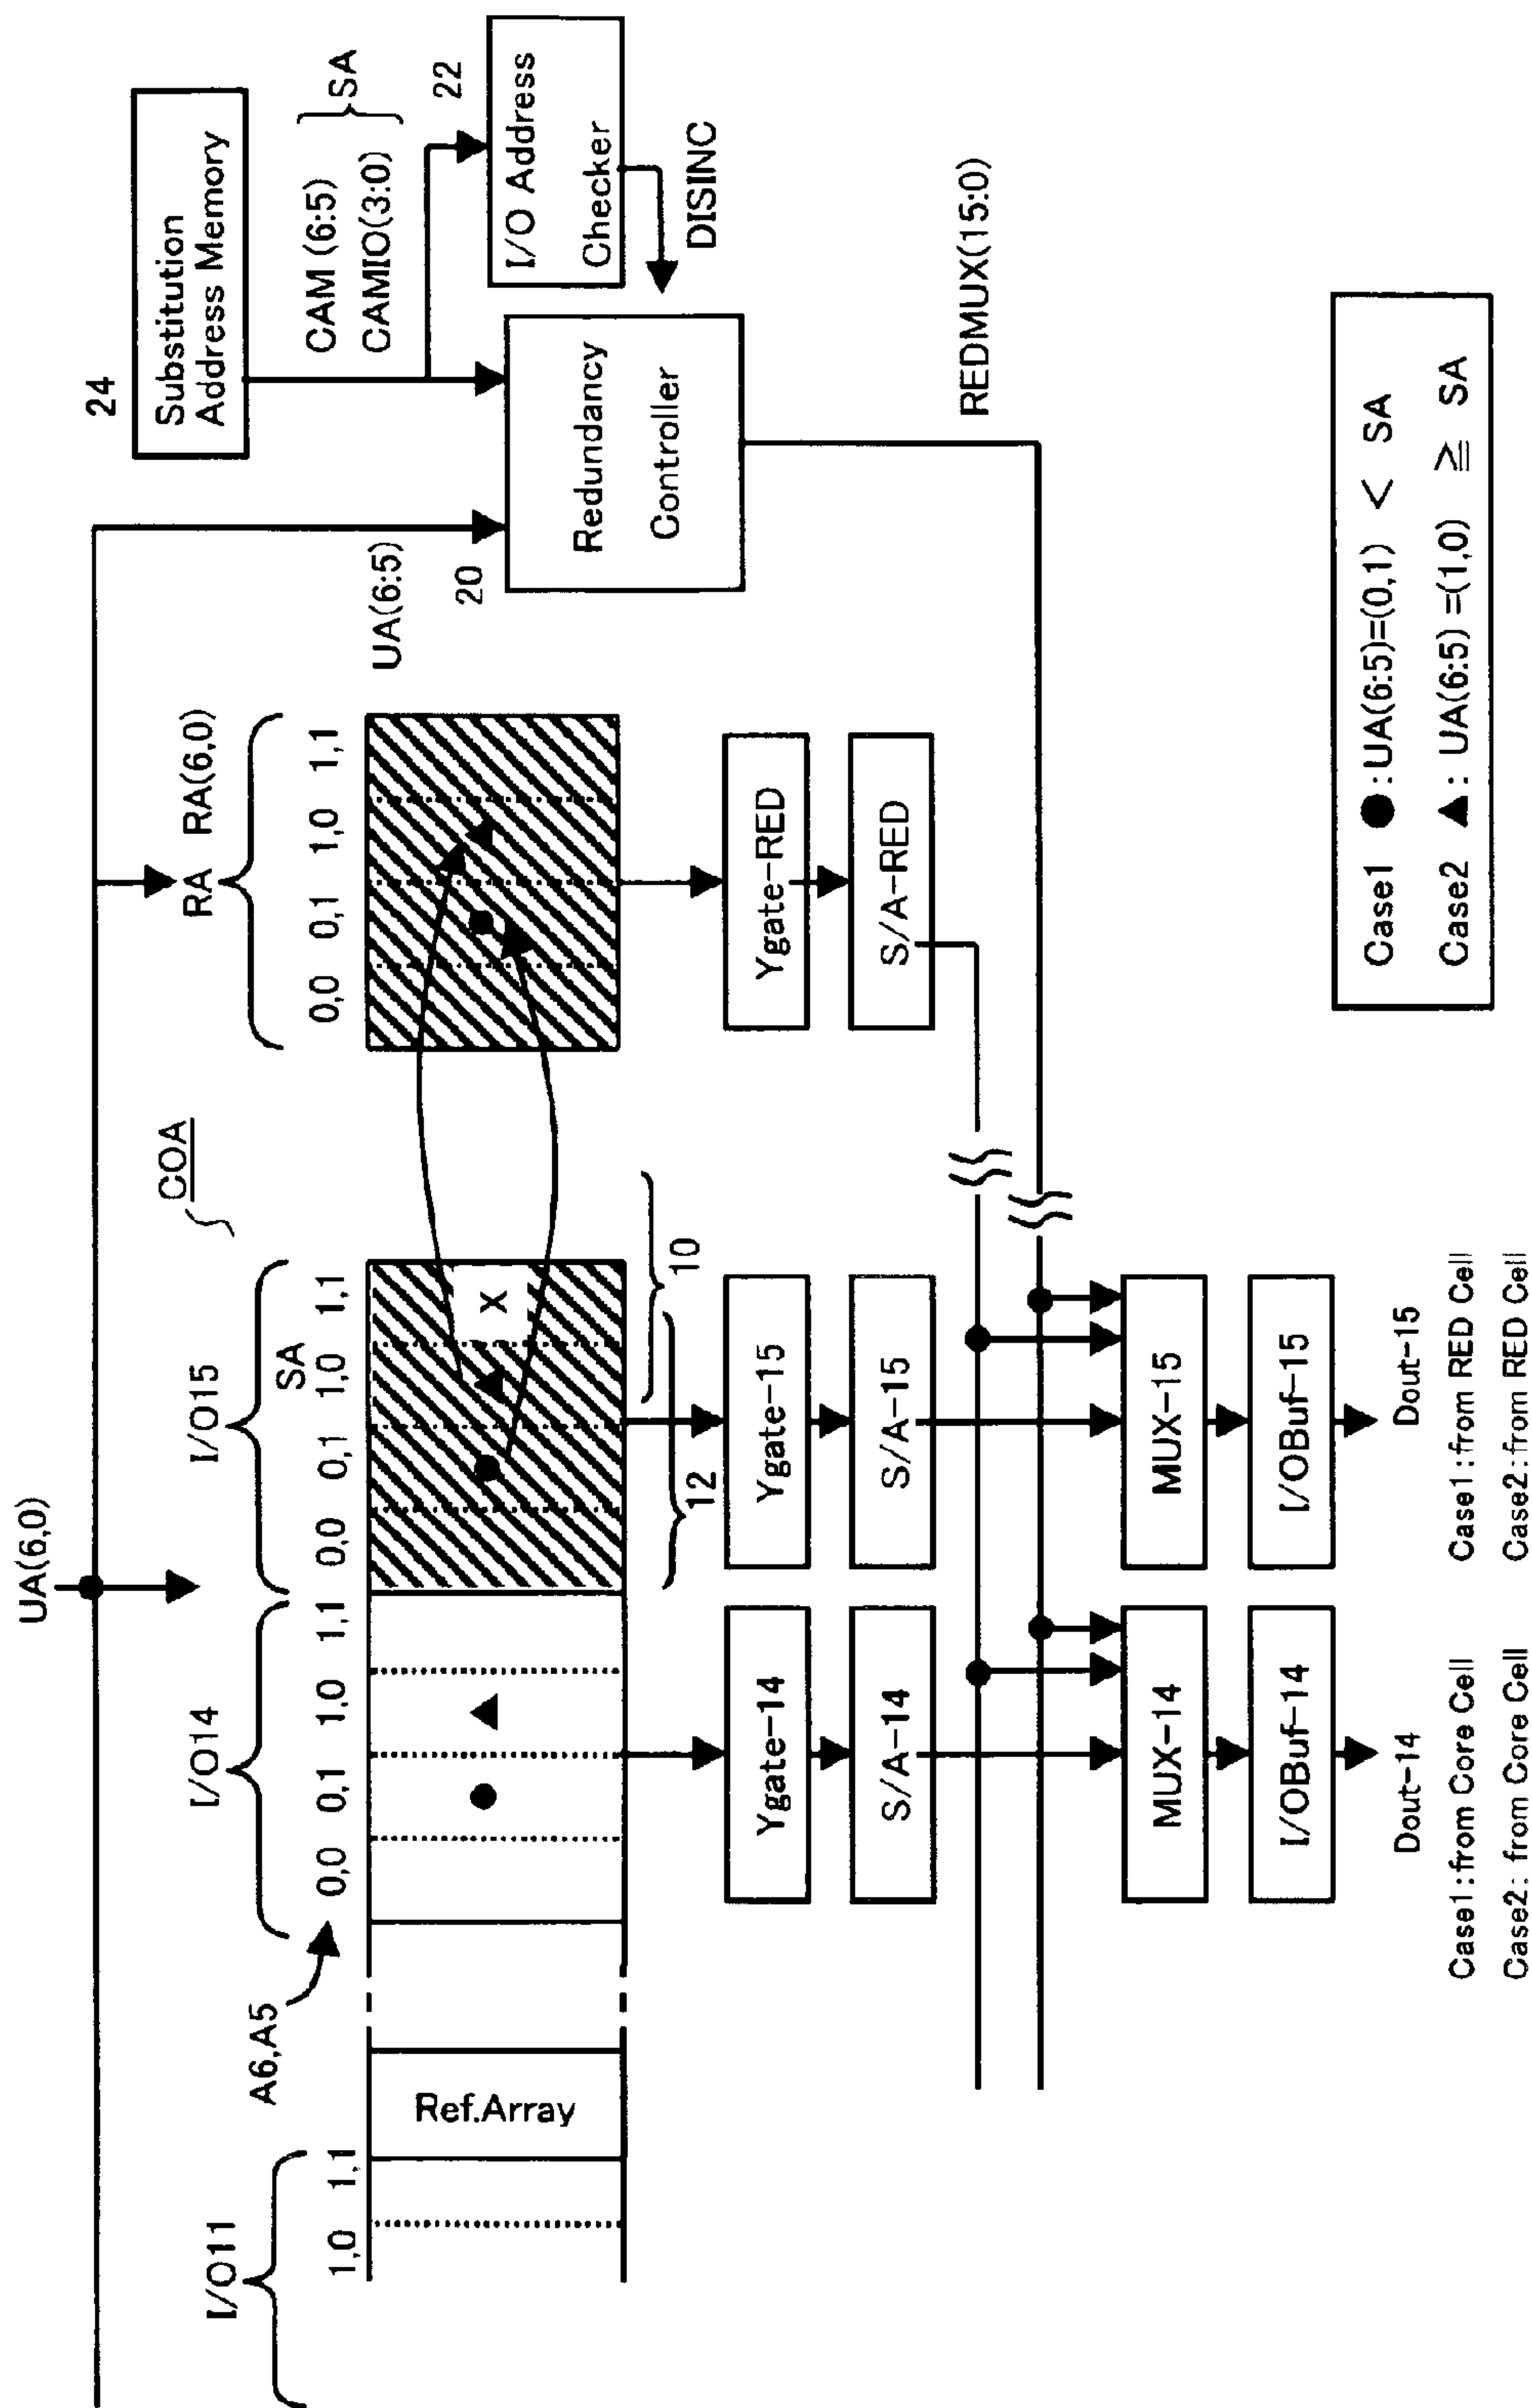 UA(6,0)
I/O11
1,0 1,1
Ref.Array
A6,A5
I/O14
0,0 0,1 1,0 1,1
I/O15
SA
0,0 0,1 1,0 1,1
X
COA
RA RA(6,0)
0,0 0,1 1,0 1,1
10
12
UA(6:5)
20
Redundancy
Controller
24
Substitution
Address Memory
CAM (6:5)
CAMIO(3:0)
SA
22
I/O Address
Checker
DISINC
REDMUX(15:0)
Ygate-14
S/A-14
Ygate-15
S/A-15
Ygate-RED
S/A-RED
MUX-14
I/OBuf-14
MUX-15
I/OBuf-15
Dout-14
Case1:from Core Cell
Case2: from Core Cell
Dout-15
Case1:from RED Cell
Case2:from RED Cell
Case1 ●:UA(6:5)=(0,1) < SA
Case2 ▲: UA(6:5) =(1,0) ≧ SA